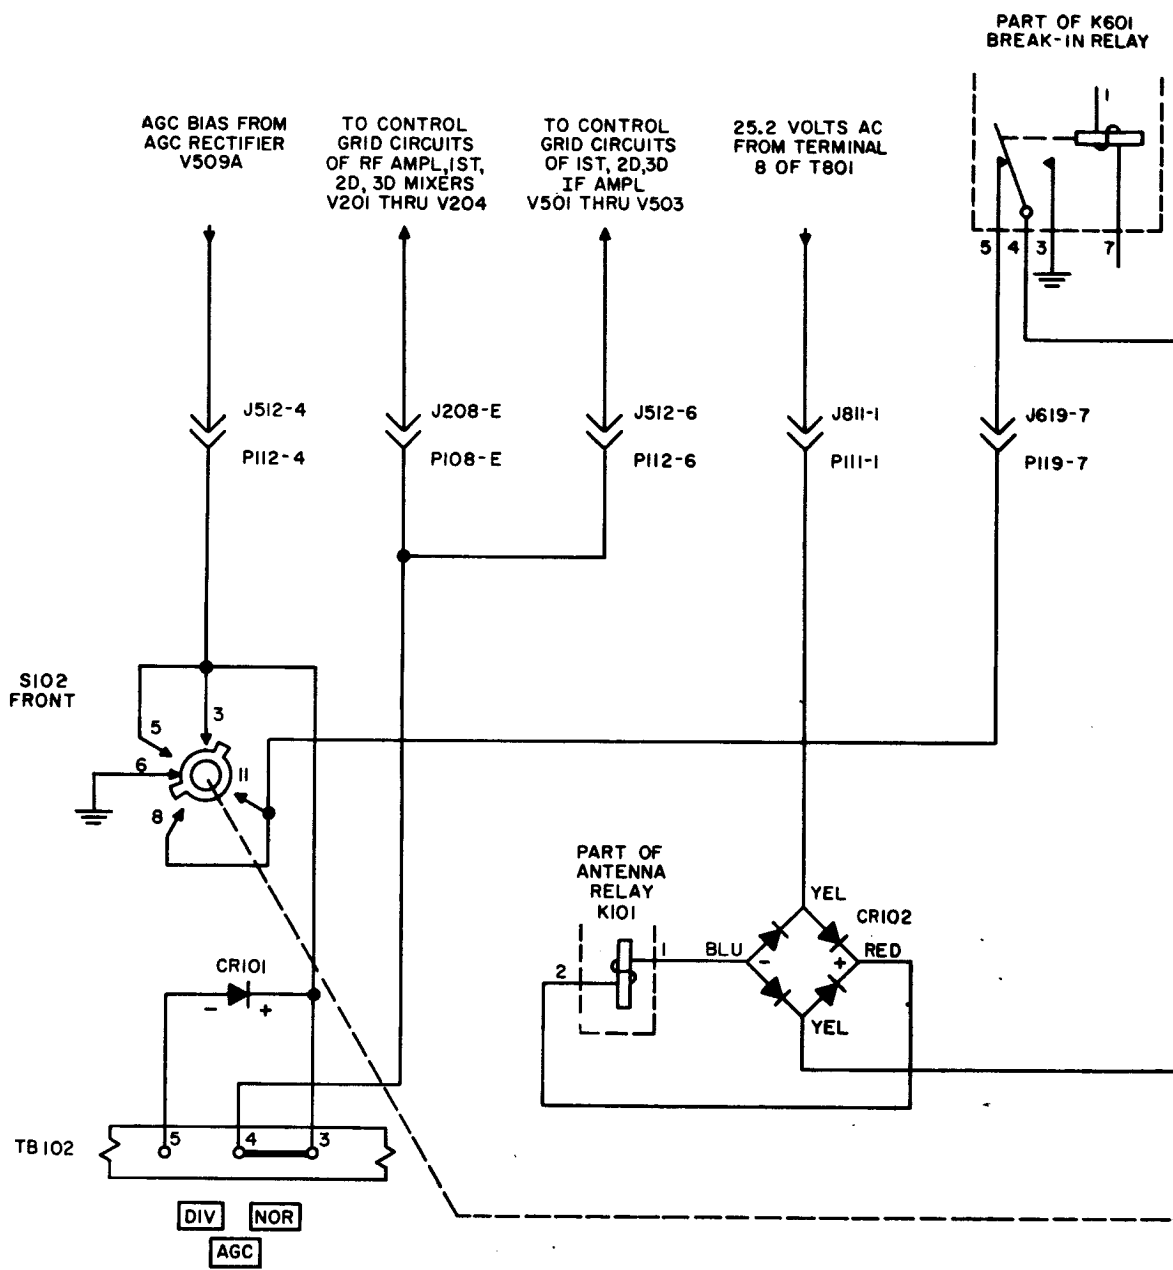 PART OF K601
BREAK-IN RELAY
1
AGC BIAS FROM
AGC RECTIFIER
V509A
TO CONTROL
GRID CIRCUITS
OF RF AMPL, 1ST,
2D, 3D MIXERS
V201 THRU V204
TO CONTROL
GRID CIRCUITS
OF 1ST, 2D, 3D
IF AMPL
V501 THRU V503
25.2 VOLTS AC
FROM TERMINAL
8 OF T801
5 4 3 7
J512-4
P112-4
J208-E
P108-E
J512-6
P112-6
J811-1
P111-1
J619-7
P119-7
S102
FRONT
3
5
6
11
8
PART OF
ANTENNA
RELAY
K101
1
2
BLU
YEL
CR102
RED
- +
YEL
CR101
- +
TB102
5 4 3
DIV NOR
AGC